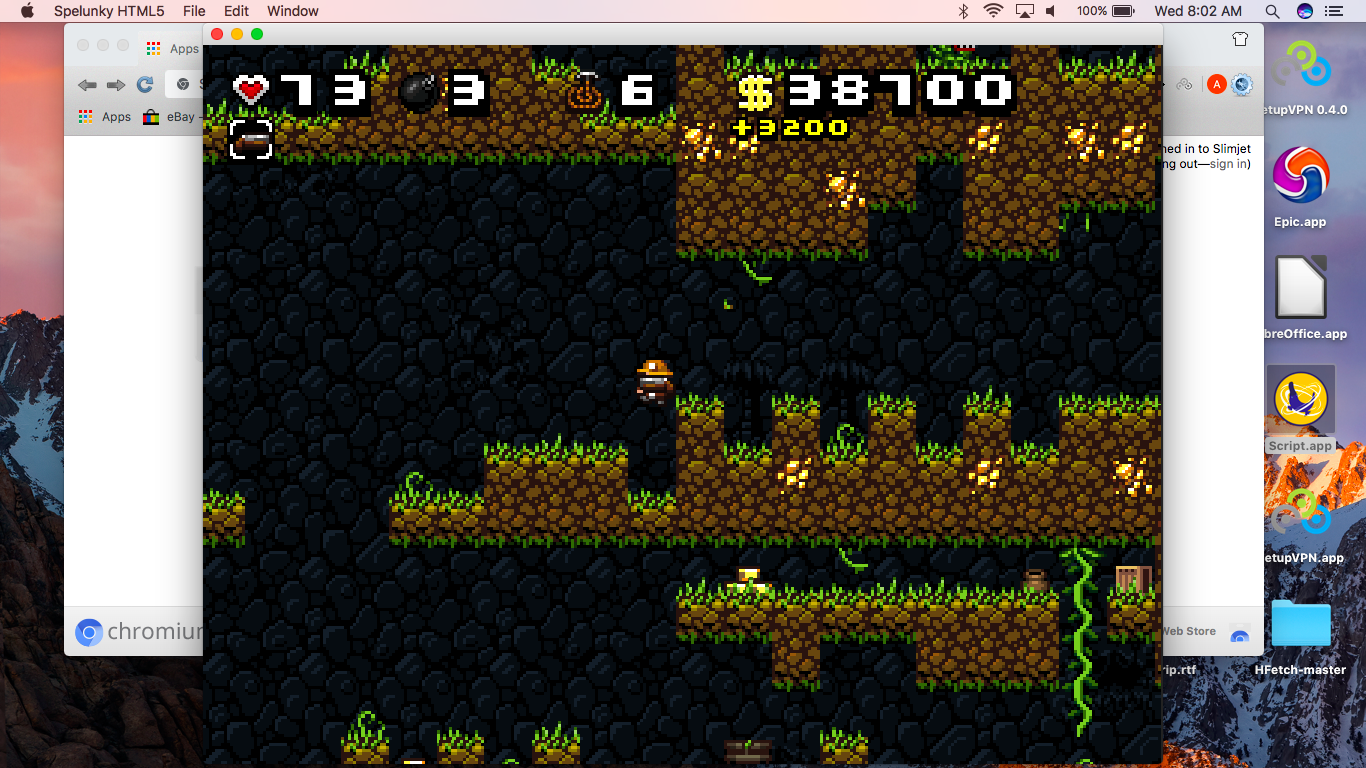 Spelunky HTML5 File Edit Window 100% Wed 8:02 AM
Apps
Apps eBay -
73 3 6 $38700
+3200
ned in to Slimjet
ng out—sign in)
A
etupVPN 0.4.0
Epic.app
breOffice.app
Script.app
etupVPN.app
chromium
Web Store
rip.rtf
HFetch-master